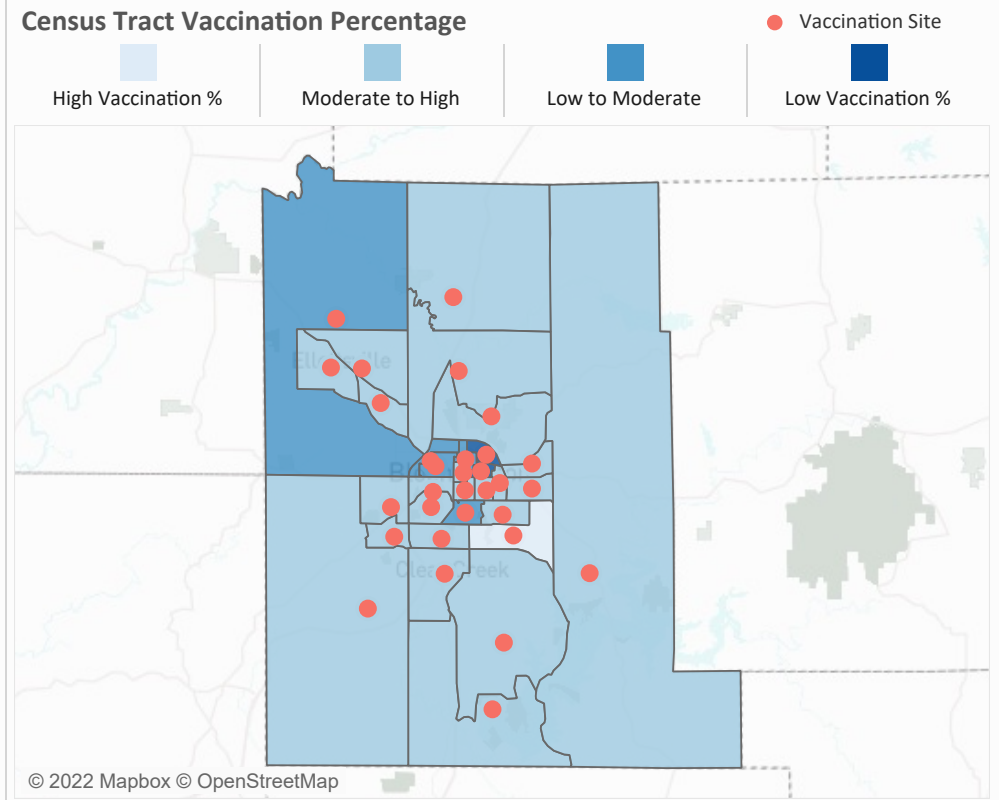 Census Tract Vaccination Percentage
Vaccination Site
High Vaccination %
Moderate to High
Low to Moderate
Low Vaccination %
Clear Creek
© 2022 Mapbox © OpenStreetMap